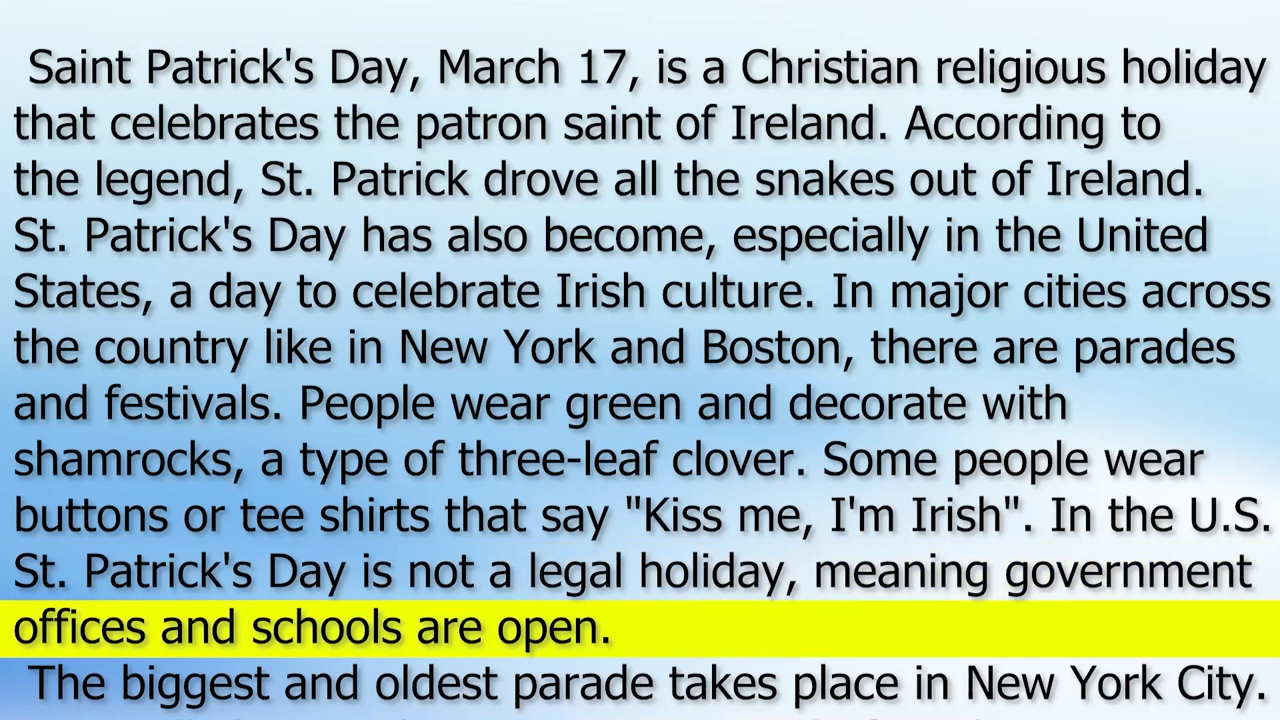 Saint Patrick's Day, March 17, is a Christian religious holiday
that celebrates the patron saint of Ireland. According to
the legend, St. Patrick drove all the snakes out of Ireland.
St. Patrick's Day has also become, especially in the United
States, a day to celebrate Irish culture. In major cities across
the country like in New York and Boston, there are parades
and festivals. People wear green and decorate with
shamrocks, a type of three-leaf clover. Some people wear
buttons or tee shirts that say "Kiss me, I'm Irish". In the U.S.
St. Patrick's Day is not a legal holiday, meaning government
offices and schools are open.
The biggest and oldest parade takes place in New York City.